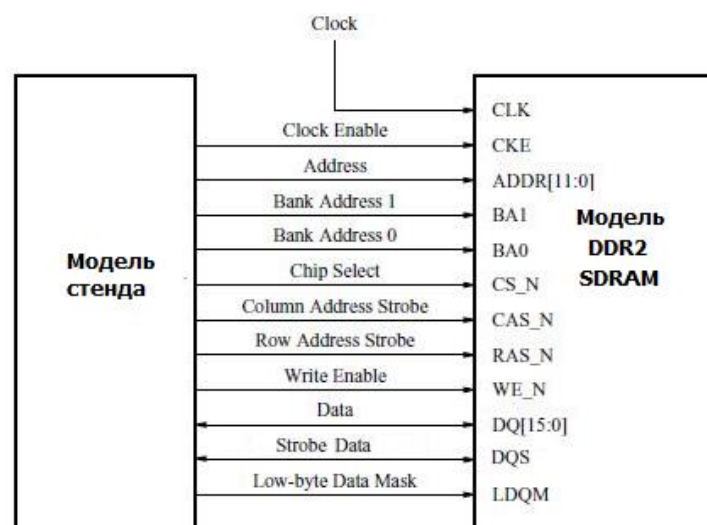 Clock
CLK
Clock Enable
CKE
Address
ADDR[11:0]
Bank Address 1
BA1
Bank Address 0
BA0
Chip Select
CS_N
Column Address Strobe
CAS_N
Row Address Strobe
RAS_N
Write Enable
WE_N
Data
DQ[15:0]
Strobe Data
DQS
Low-byte Data Mask
LDQM
Модель
стенда
Модель
DDR2
SDRAM